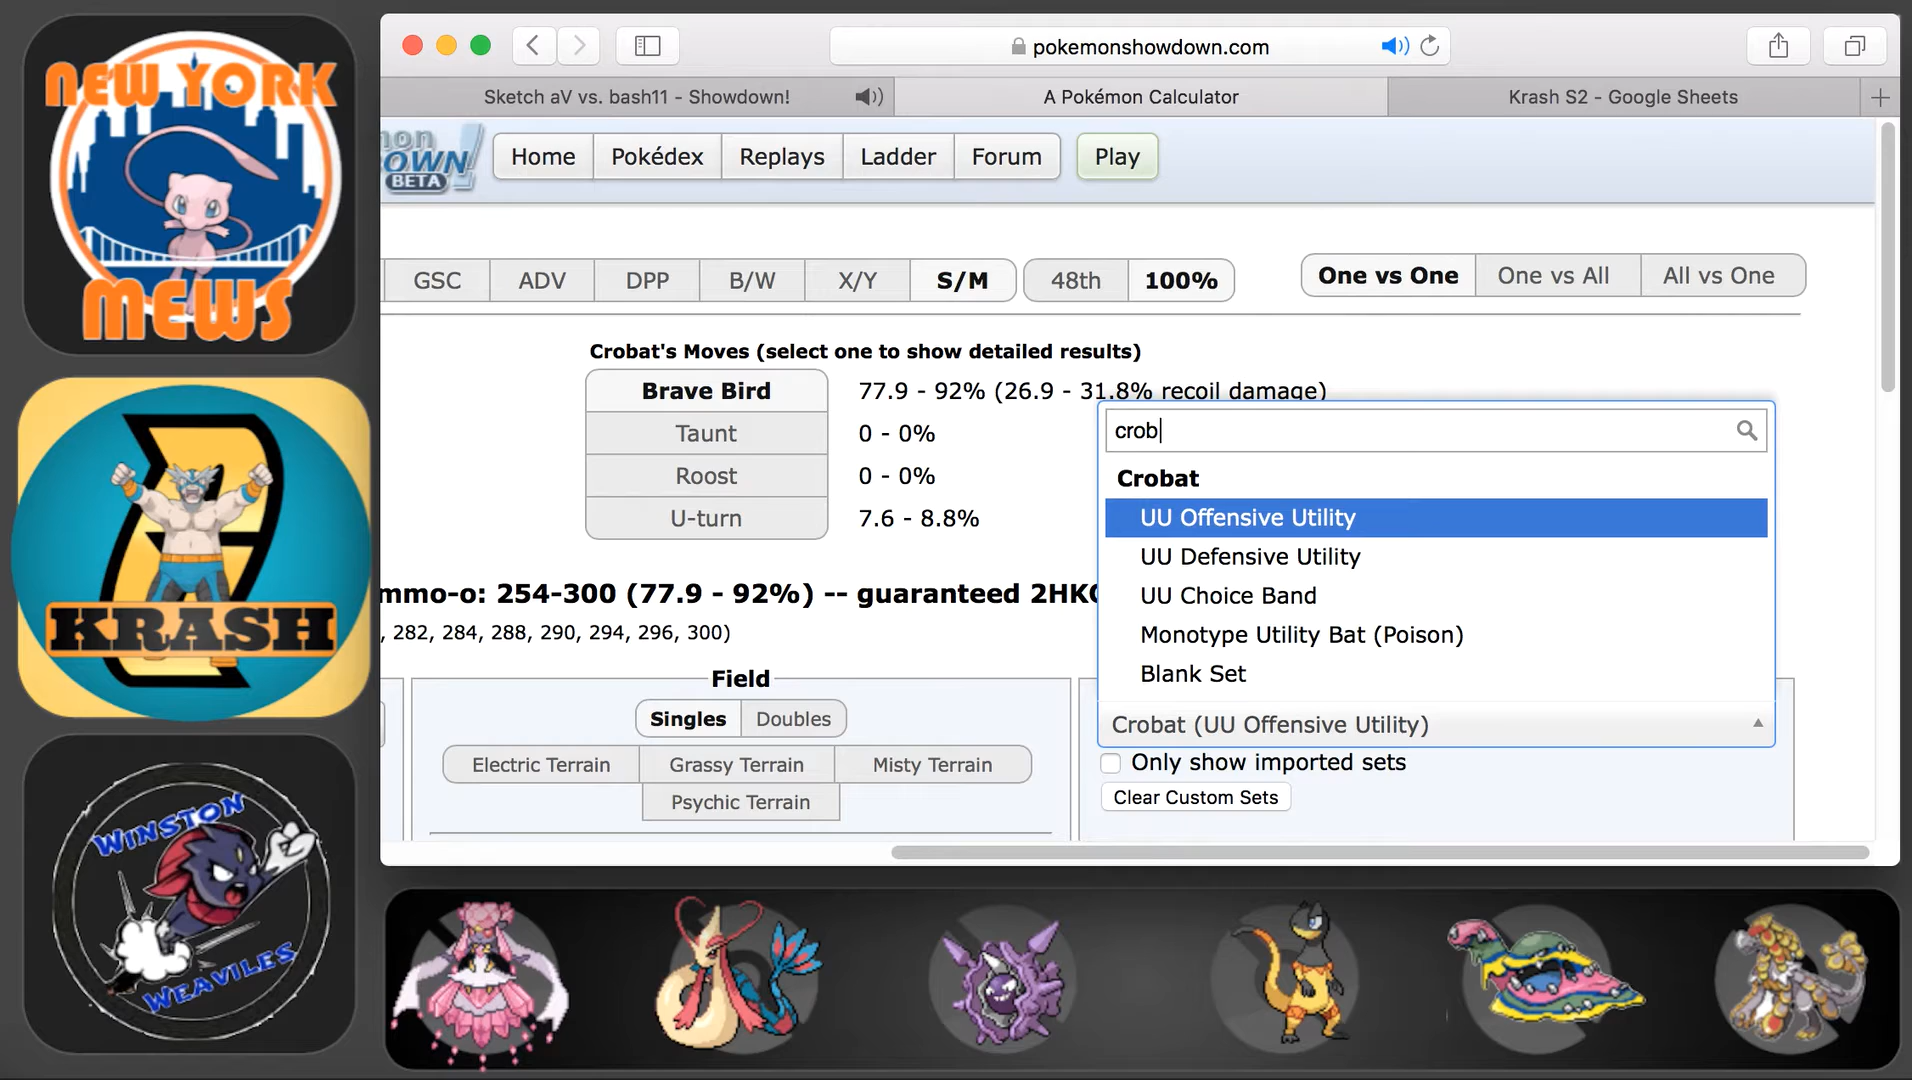 NEW YORK
MEWS
KRASH
WINSTON
WEAVILES
pokemonshowdown.com
Sketch aV vs. bash11 - Showdown!
A Pokémon Calculator
Krash S2 - Google Sheets
mon
OWN!
BETA
Home
Pokédex
Replays
Ladder
Forum
Play
GSC
ADV
DPP
B/W
X/Y
S/M
48th
100%
One vs One
One vs All
All vs One
Crobat's Moves (select one to show detailed results)
Brave Bird
77.9 - 92% (26.9 - 31.8% recoil damage)
Taunt
0 - 0%
Roost
0 - 0%
U-turn
7.6 - 8.8%
crob
Crobat
UU Offensive Utility
UU Defensive Utility
UU Choice Band
Monotype Utility Bat (Poison)
Blank Set
Crobat (UU Offensive Utility)
mmo-o: 254-300 (77.9 - 92%) -- guaranteed 2HKO
, 282, 284, 288, 290, 294, 296, 300)
Field
Singles
Doubles
Electric Terrain
Grassy Terrain
Misty Terrain
Psychic Terrain
Only show imported sets
Clear Custom Sets